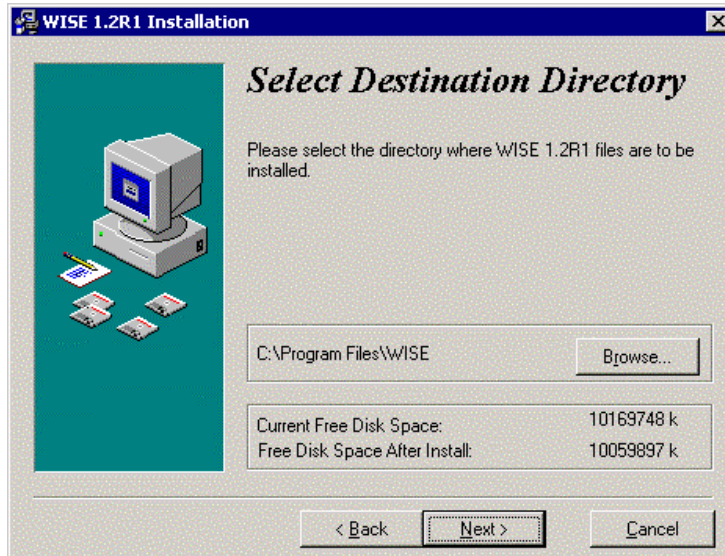 WISE 1.2R1 Installation
Select Destination Directory
Please select the directory where WISE 1.2R1 files are to be
installed.
C:\Program Files\WISE
Browse...
Current Free Disk Space: 10169748 k
Free Disk Space After Install: 10059897 k
< Back Next > Cancel